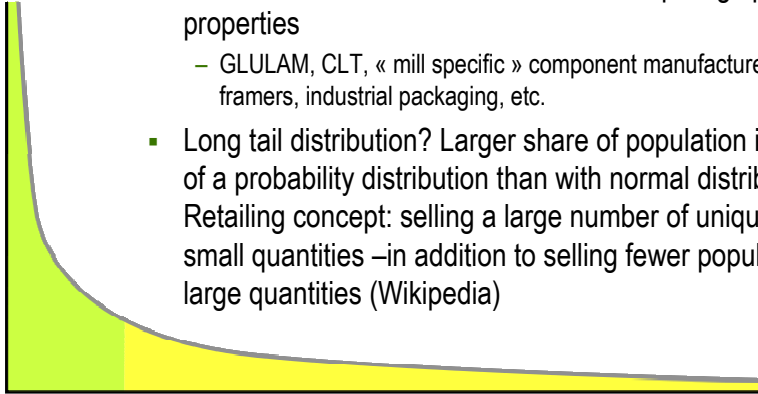 properties
– GLULAM, CLT, « mill specific » component manufacture
framers, industrial packaging, etc.
▪ Long tail distribution? Larger share of population i
of a probability distribution than with normal distrib
Retailing concept: selling a large number of uniqu
small quantities –in addition to selling fewer popul
large quantities (Wikipedia)